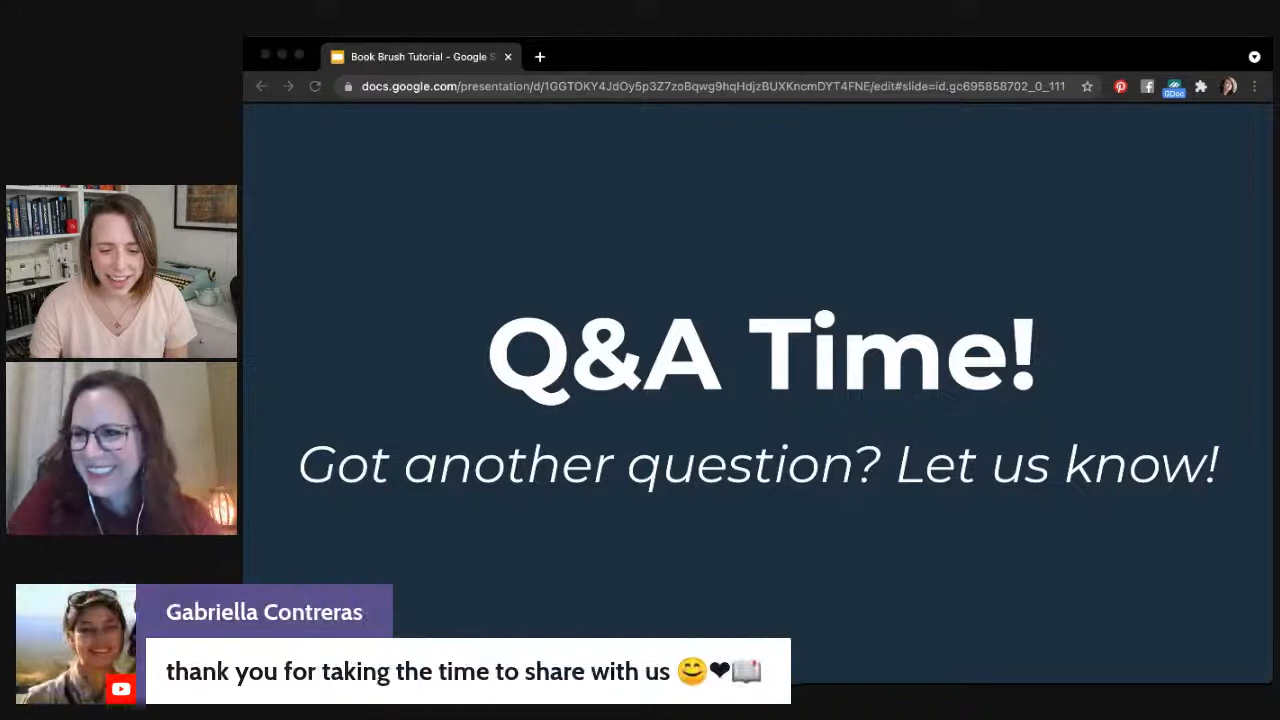 Book Brush Tutorial - Google S
docs.google.com/presentation/d/1GGTOKY4JdOy5p3Z7zoBqwg9hqHdjzBUXKncmDYT4FNE/edit#slide=id.gc695858702_0_111
GDoc
Q&A Time!
Got another question? Let us know!
Gabriella Contreras
thank you for taking the time to share with us 😊❤📖